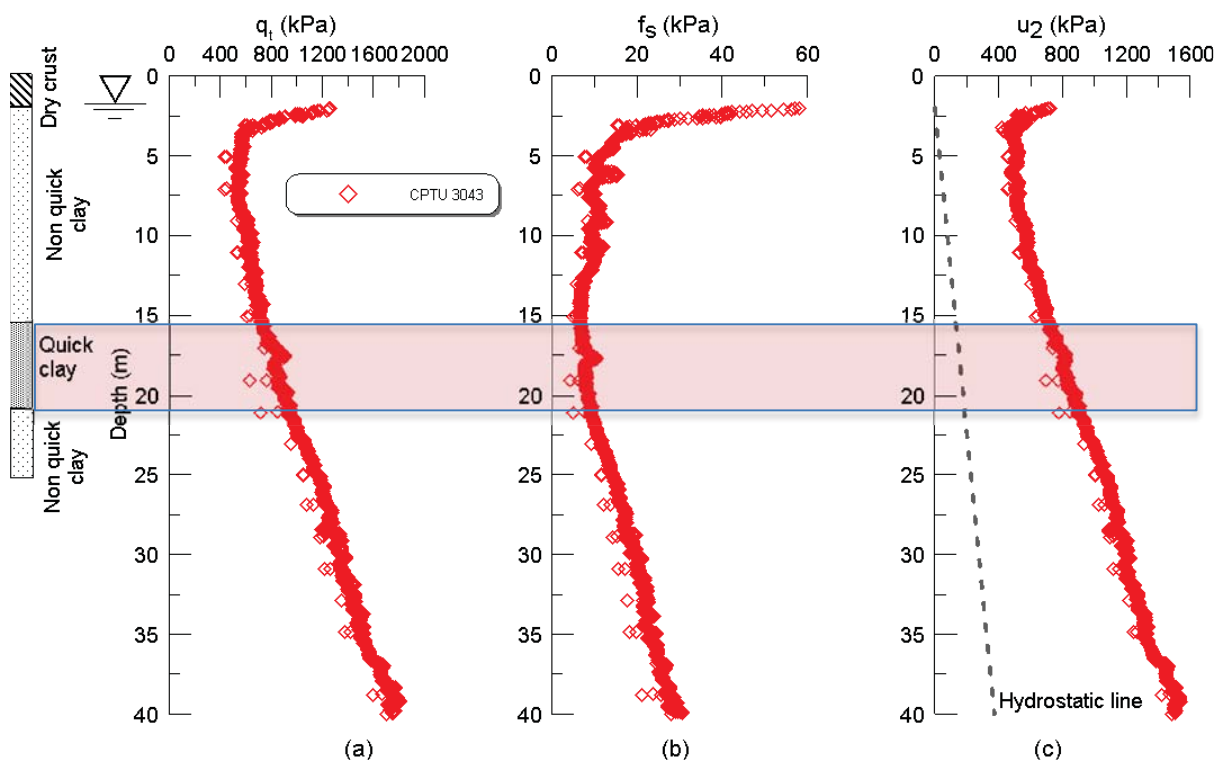 qt (kPa)
0 400 800 1200 1600 2000
fs (kPa)
0 20 40 60
u2 (kPa)
0 400 800 1200 1600
Dry crust
Non quick
clay
Quick
clay
Non quick
clay
Depth (m)
0
5
10
15
20
25
30
35
40
CPTU 3043
0
5
10
15
20
25
30
35
40
0
5
10
15
20
25
30
35
40
Hydrostatic line
(a)
(b)
(c)